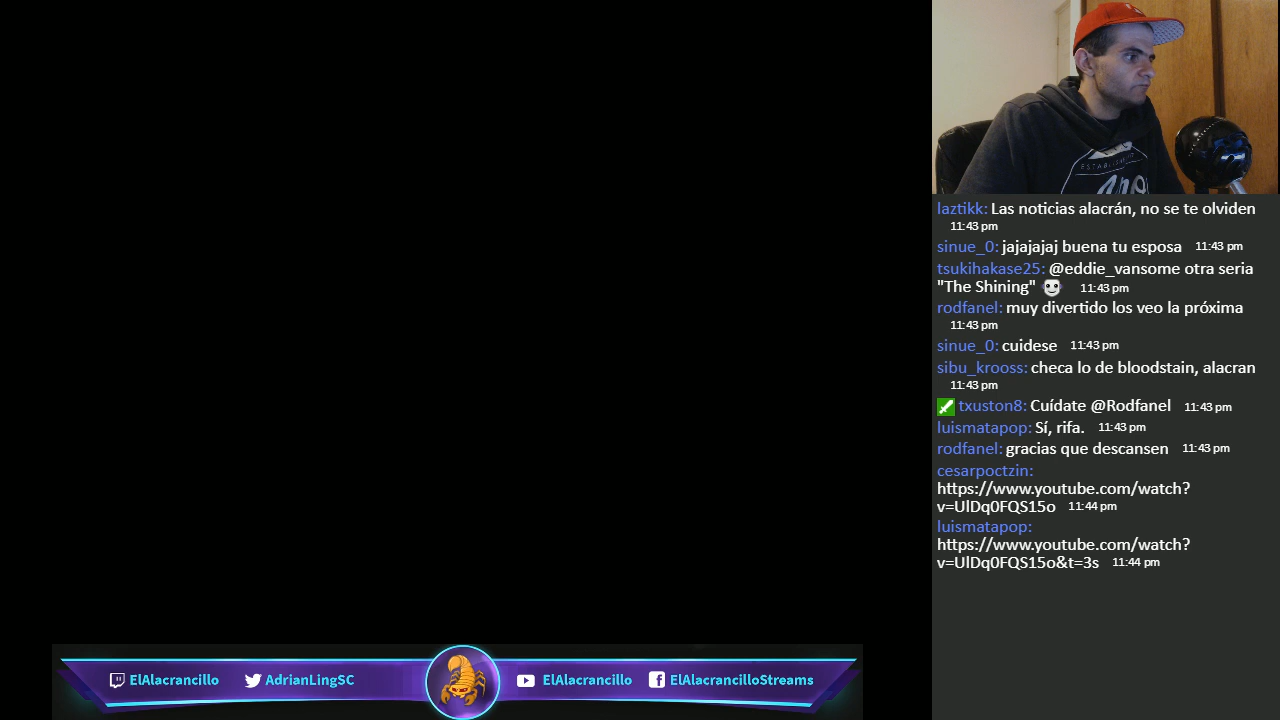 ESTABLISHED
laztikk: Las noticias alacrán, no se te olviden
11:43 pm
sinue_0: jajajajaj buena tu esposa 11:43 pm
tsukihakase25: @eddie_vansome otra seria
"The Shining" 11:43 pm
rodfanel: muy divertido los veo la próxima
11:43 pm
sinue_0: cuidese 11:43 pm
sibu_krooss: checa lo de bloodstain, alacran
11:43 pm
txuston8: Cuídate @Rodfanel 11:43 pm
luismatapop: Sí, rifa. 11:43 pm
rodfanel: gracias que descansen 11:43 pm
cesarpoctzin:
https://www.youtube.com/watch?
v=UlDq0FQS15o 11:44 pm
luismatapop:
https://www.youtube.com/watch?
v=UlDq0FQS15o&t=3s 11:44 pm
ElAlacrancillo AdrianLingSC ElAlacrancillo ElAlacrancilloStreams